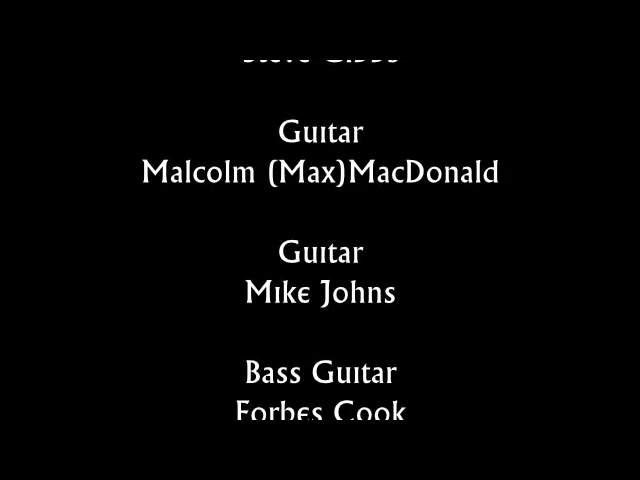 Guitar
Malcolm (Max)MacDonald
Guitar
Mike Johns
Bass Guitar
Forbes Cook